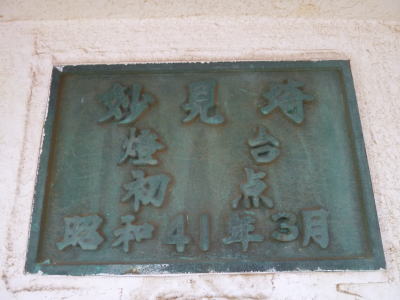 妙見埼
燈台
初点
昭和41年3月